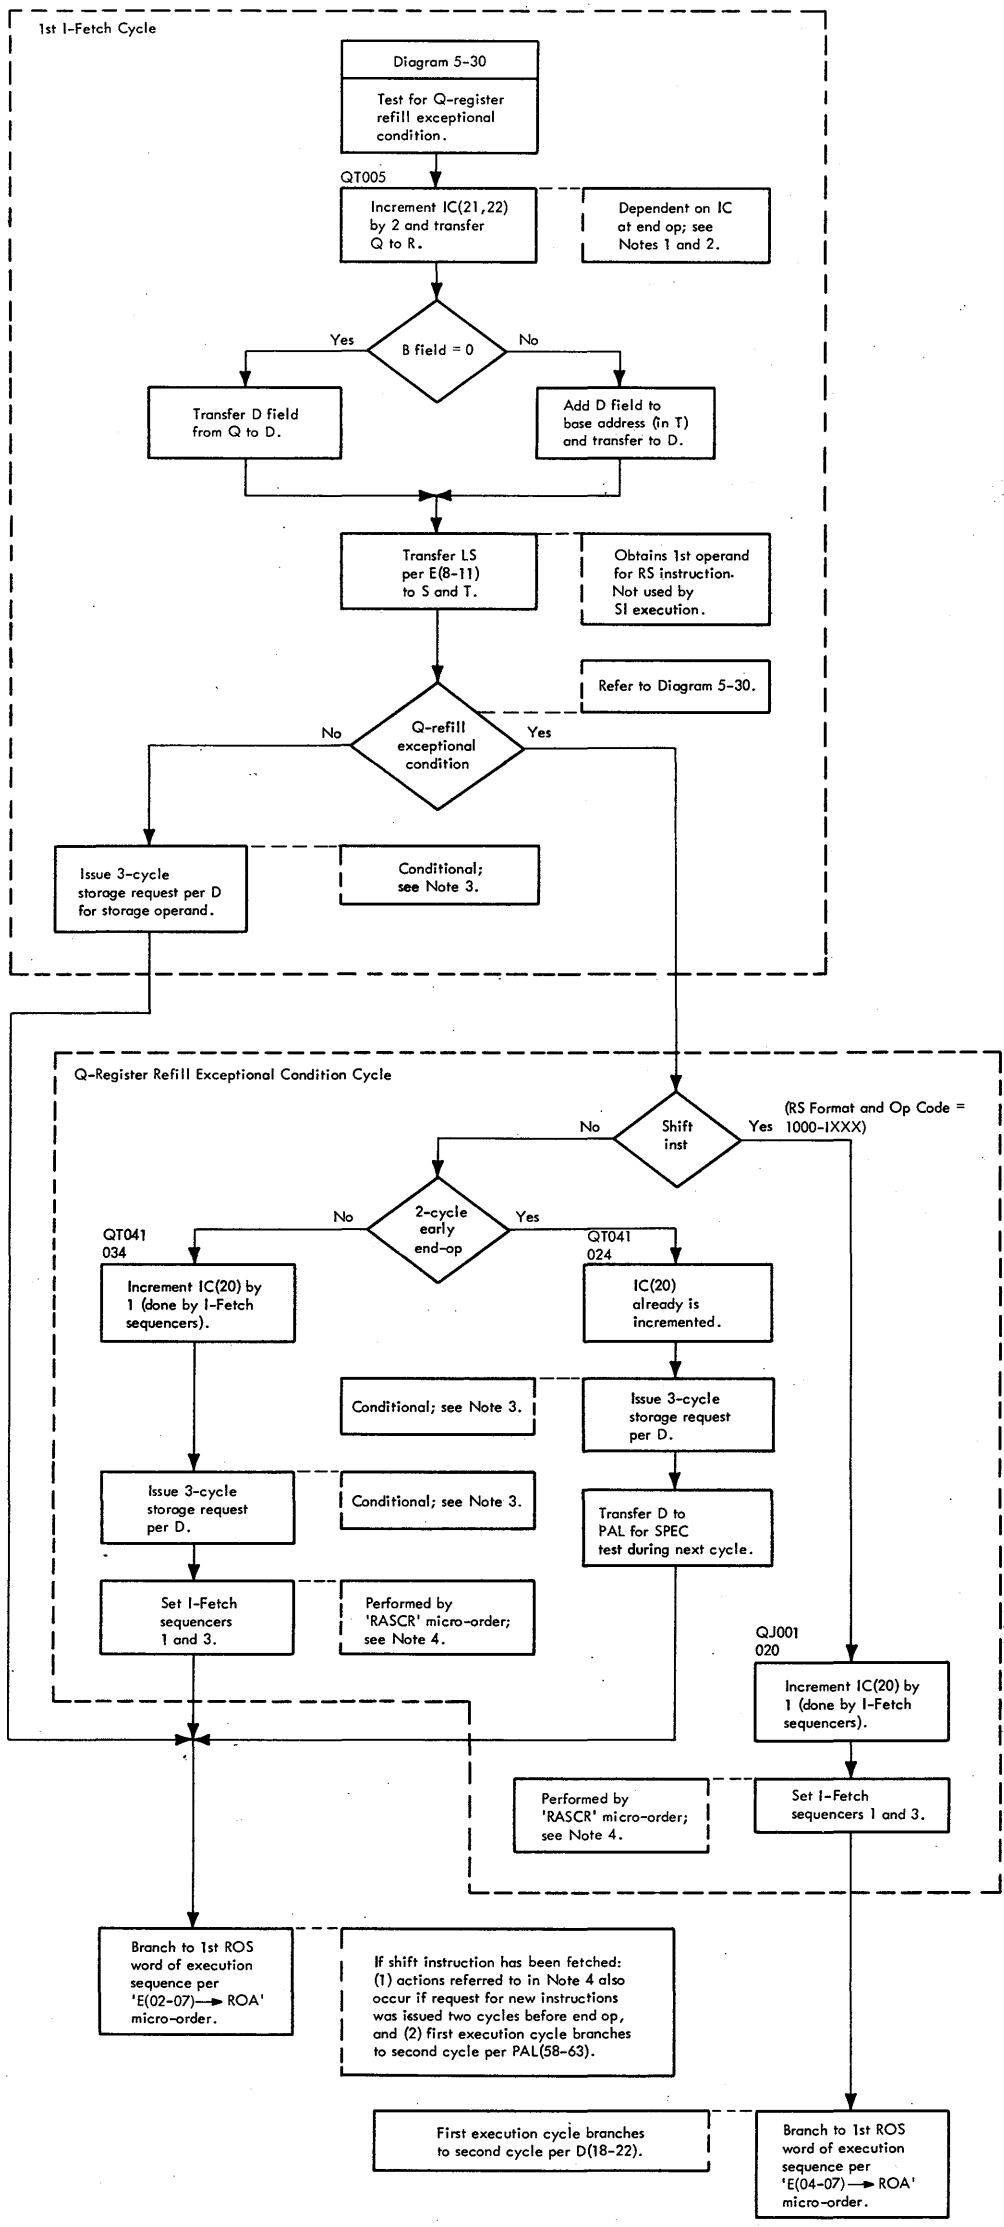 1st I-Fetch Cycle
Diagram 5-30
Test for Q-register
refill exceptional
condition.
QT005
Increment IC(21,22)
by 2 and transfer
Q to R.
Dependent on IC
at end op; see
Notes 1 and 2.
B field = 0
Yes
No
Transfer D field
from Q to D.
Add D field to
base address (in T)
and transfer to D.
Transfer LS
per E(8-11)
to S and T.
Obtains 1st operand
for RS instruction.
Not used by
SI execution.
Refer to Diagram 5-30.
Q-refill
exceptional
condition
No
Yes
Issue 3-cycle
storage request per D
for storage operand.
Conditional;
see Note 3.
Q-Register Refill Exceptional Condition Cycle
Shift
inst
No
Yes
(RS Format and Op Code =
1000-IXXX)
2-cycle
early
end-op
No
Yes
QT041
034
Increment IC(20) by
1 (done by I-Fetch
sequencers).
QT041
024
IC(20)
already is
incremented.
Conditional; see Note 3.
Issue 3-cycle
storage request
per D.
Issue 3-cycle
storage request
per D.
Conditional; see Note 3.
Transfer D to
PAL for SPEC
test during next cycle.
Set I-Fetch
sequencers
1 and 3.
Performed by
'RASCR' micro-order;
see Note 4.
QJ001
020
Increment IC(20) by
1 (done by I-Fetch
sequencers).
Performed by
'RASCR' micro-order;
see Note 4.
Set I-Fetch
sequencers 1 and 3.
Branch to 1st ROS
word of execution
sequence per
'E(02-07)→ ROA'
micro-order.
If shift instruction has been fetched:
(1) actions referred to in Note 4 also
occur if request for new instructions
was issued two cycles before end op,
and (2) first execution cycle branches
to second cycle per PAL(58-63).
First execution cycle branches
to second cycle per D(18-22).
Branch to 1st ROS
word of execution
sequence per
'E(04-07)→ ROA'
micro-order.